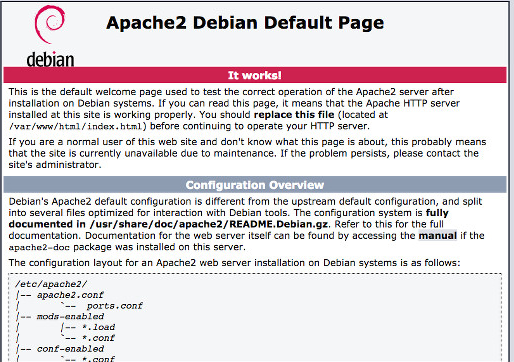 Apache2 Debian Default Page
debian
It works!
This is the default welcome page used to test the correct operation of the Apache2 server after
installation on Debian systems. If you can read this page, it means that the Apache HTTP server
installed at this site is working properly. You should replace this file (located at
/var/www/html/index.html) before continuing to operate your HTTP server.
If you are a normal user of this web site and don't know what this page is about, this probably means
that the site is currently unavailable due to maintenance. If the problem persists, please contact the
site's administrator.
Configuration Overview
Debian's Apache2 default configuration is different from the upstream default configuration, and split
into several files optimized for interaction with Debian tools. The configuration system is fully
documented in /usr/share/doc/apache2/README.Debian.gz. Refer to this for the full
documentation. Documentation for the web server itself can be found by accessing the manual if the
apache2-doc package was installed on this server.
The configuration layout for an Apache2 web server installation on Debian systems is as follows:
/etc/apache2/
|-- apache2.conf
|       `--  ports.conf
|-- mods-enabled
|       |-- *.load
|       `-- *.conf
|-- conf-enabled
|       `-- *.conf